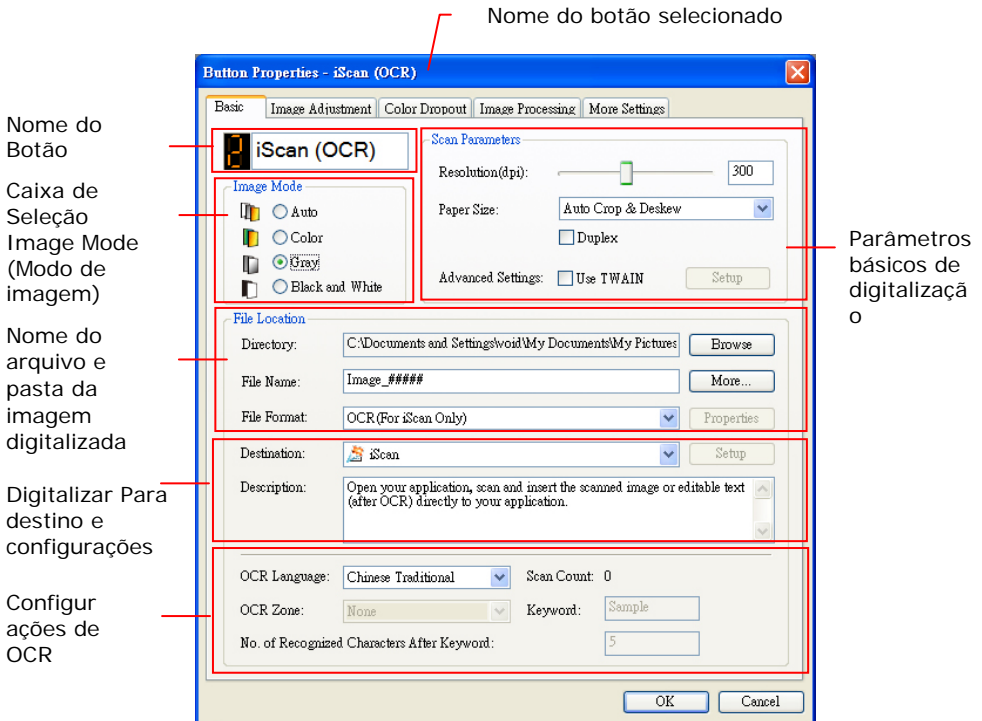 Nome do botão selecionado
Button Properties - iScan (OCR)
Basic
Image Adjustment
Color Dropout
Image Processing
More Settings
Nome do
Botão
2
iScan (OCR)
Caixa de
Seleção
Image Mode
(Modo de
imagem)
Image Mode
Auto
Color
Gray
Black and White
Scan Parameters
Resolution(dpi):
300
Paper Size:
Auto Crop & Deskew
Duplex
Advanced Settings:
Use TWAIN
Setup
Parâmetros
básicos de
digitalizaçã
o
Nome do
arquivo e
pasta da
imagem
digitalizada
File Location
Directory:
C:\Documents and Settings\void\My Documents\My Pictures
Browse
File Name:
Image_#####
More...
File Format:
OCR(For iScan Only)
Properties
Digitalizar Para
destino e
configurações
Destination:
iScan
Setup
Description:
Open your application, scan and insert the scanned image or editable text
(after OCR) directly to your application.
Configur
ações de
OCR
OCR Language:
Chinese Traditional
Scan Count: 0
OCR Zone:
None
Keyword:
Sample
No. of Recognized Characters After Keyword:
5
OK
Cancel